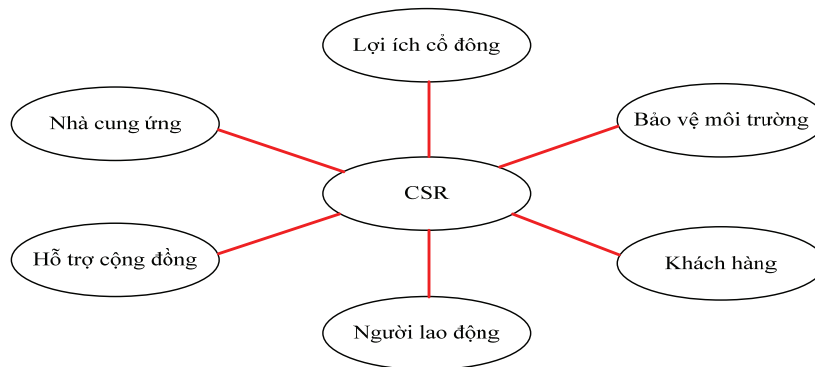 Lợi ích cổ đông
Nhà cung ứng
Bảo vệ môi trường
CSR
Hỗ trợ cộng đồng
Khách hàng
Người lao động